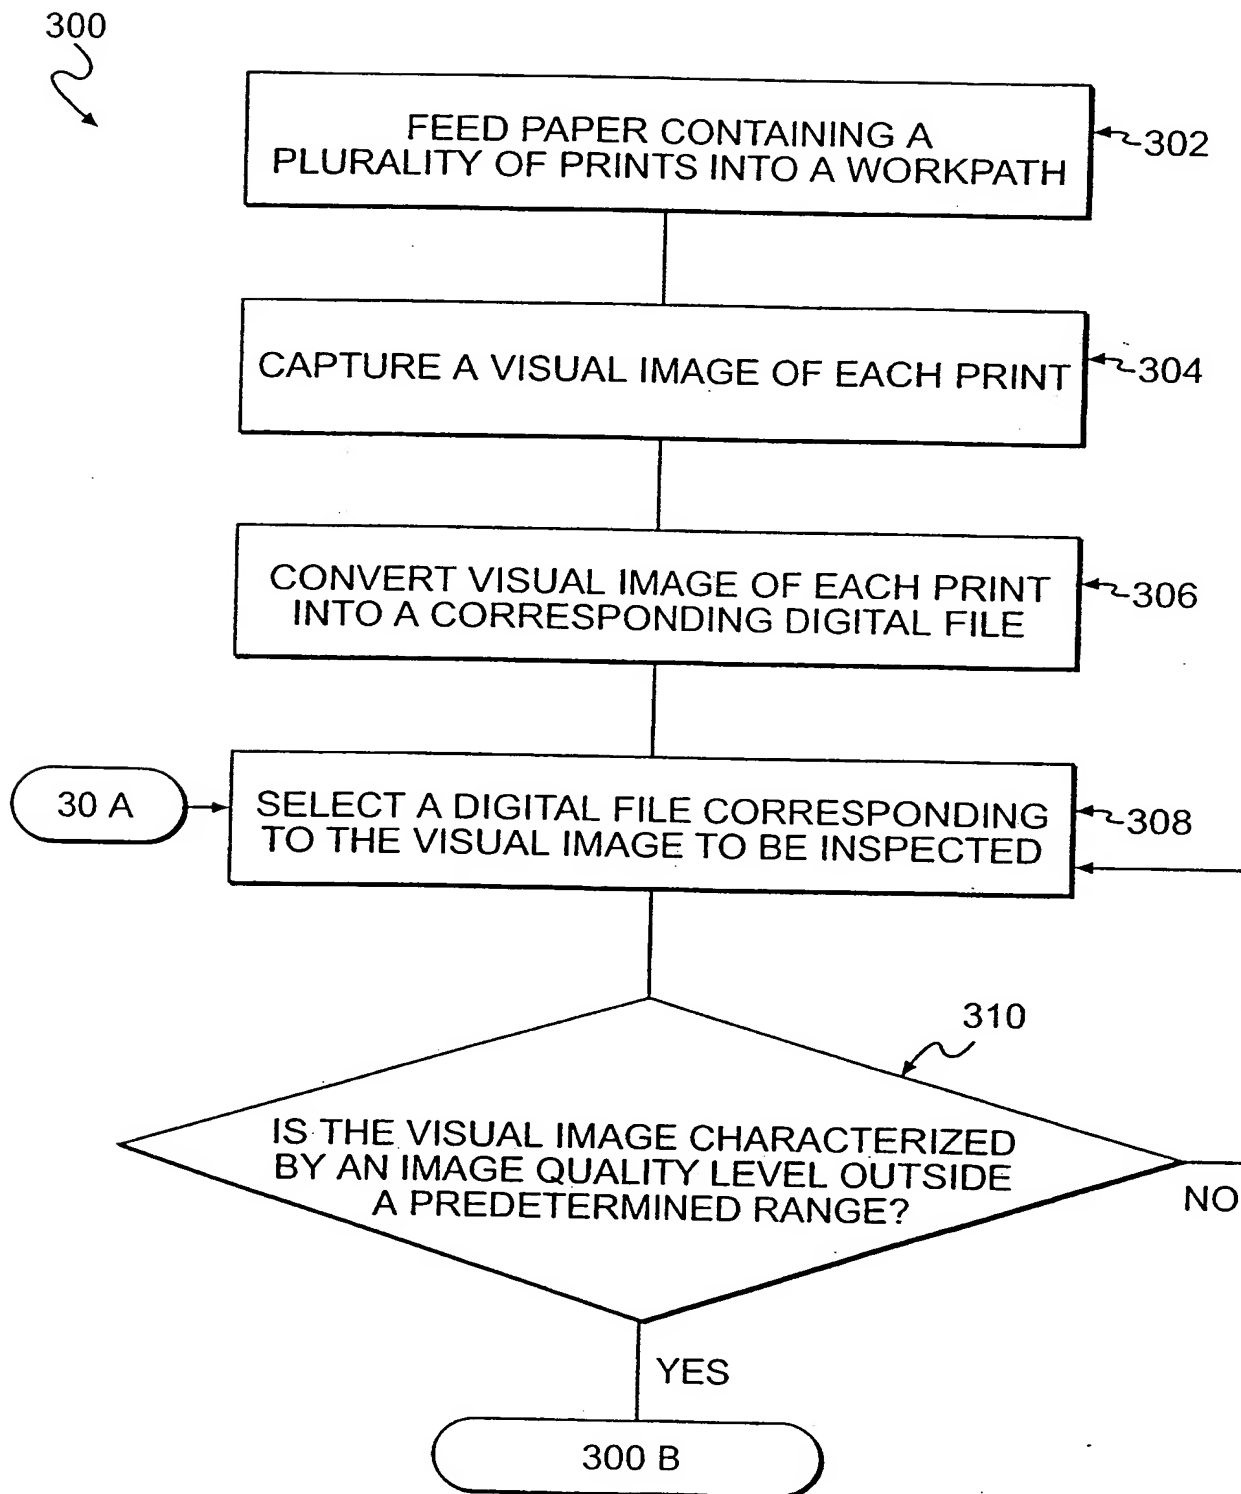 300
FEED PAPER CONTAINING A
PLURALITY OF PRINTS INTO A WORKPATH
302
CAPTURE A VISUAL IMAGE OF EACH PRINT
304
CONVERT VISUAL IMAGE OF EACH PRINT
INTO A CORRESPONDING DIGITAL FILE
306
30 A
SELECT A DIGITAL FILE CORRESPONDING
TO THE VISUAL IMAGE TO BE INSPECTED
308
310
IS THE VISUAL IMAGE CHARACTERIZED
BY AN IMAGE QUALITY LEVEL OUTSIDE
A PREDETERMINED RANGE?
NO
YES
300 B